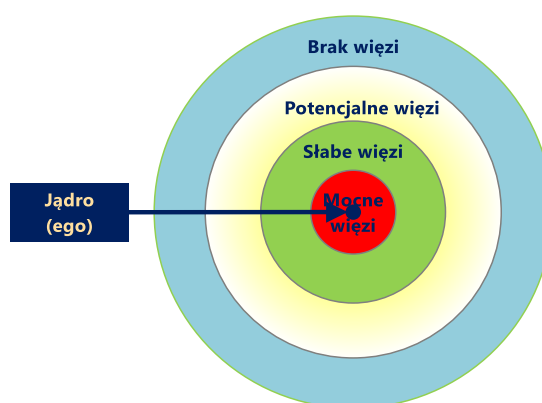 Brak więzi
Potencjalne więzi
Słabe więzi
Mocne
więzi
Jądro
(ego)